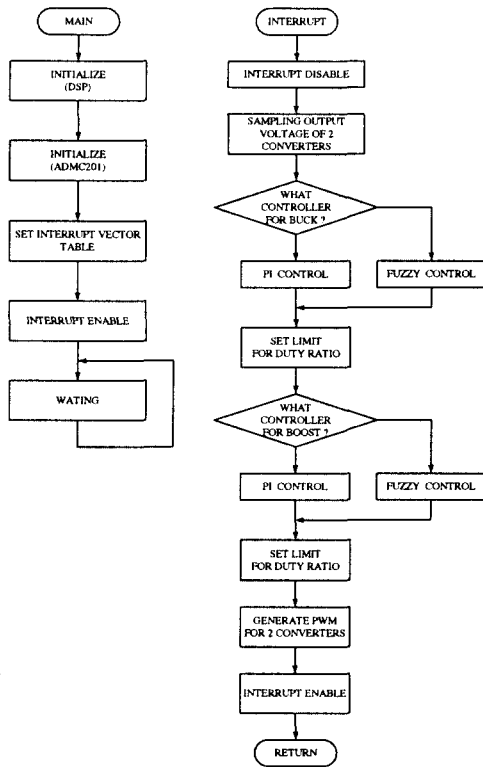 MAIN
INITIALIZE
(DSP)
INITIALIZE
(ADMC201)
SET INTERRUPT VECTOR
TABLE
INTERRUPT ENABLE
WATING
INTERRUPT
INTERRUPT DISABLE
SAMPLING OUTPUT
VOLTAGE OF 2
CONVERTERS
WHAT
CONTROLLER
FOR BUCK ?
PI CONTROL
FUZZY CONTROL
SET LIMIT
FOR DUTY RATIO
WHAT
CONTROLLER
FOR BOOST ?
PI CONTROL
FUZZY CONTROL
SET LIMIT
FOR DUTY RATIO
GENERATE PWM
FOR 2 CONVERTERS
INTERRUPT ENABLE
RETURN